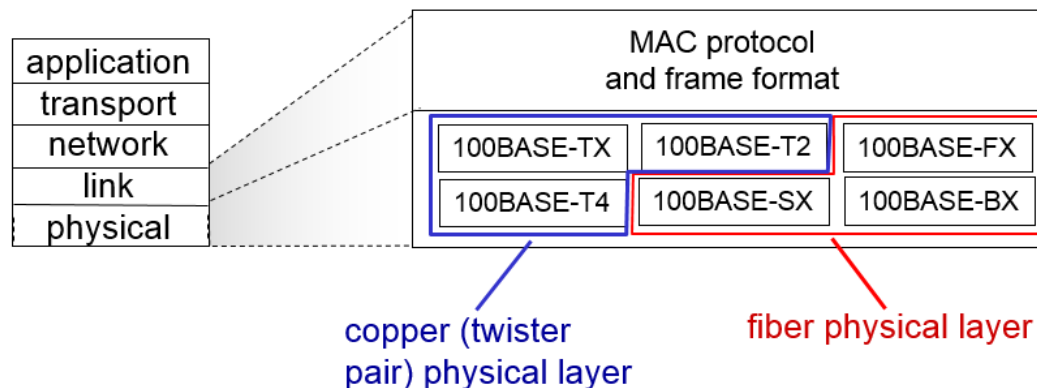 application
transport
network
link
physical
MAC protocol
and frame format
100BASE-TX
100BASE-T2
100BASE-FX
100BASE-T4
100BASE-SX
100BASE-BX
copper (twister
pair) physical layer
fiber physical layer